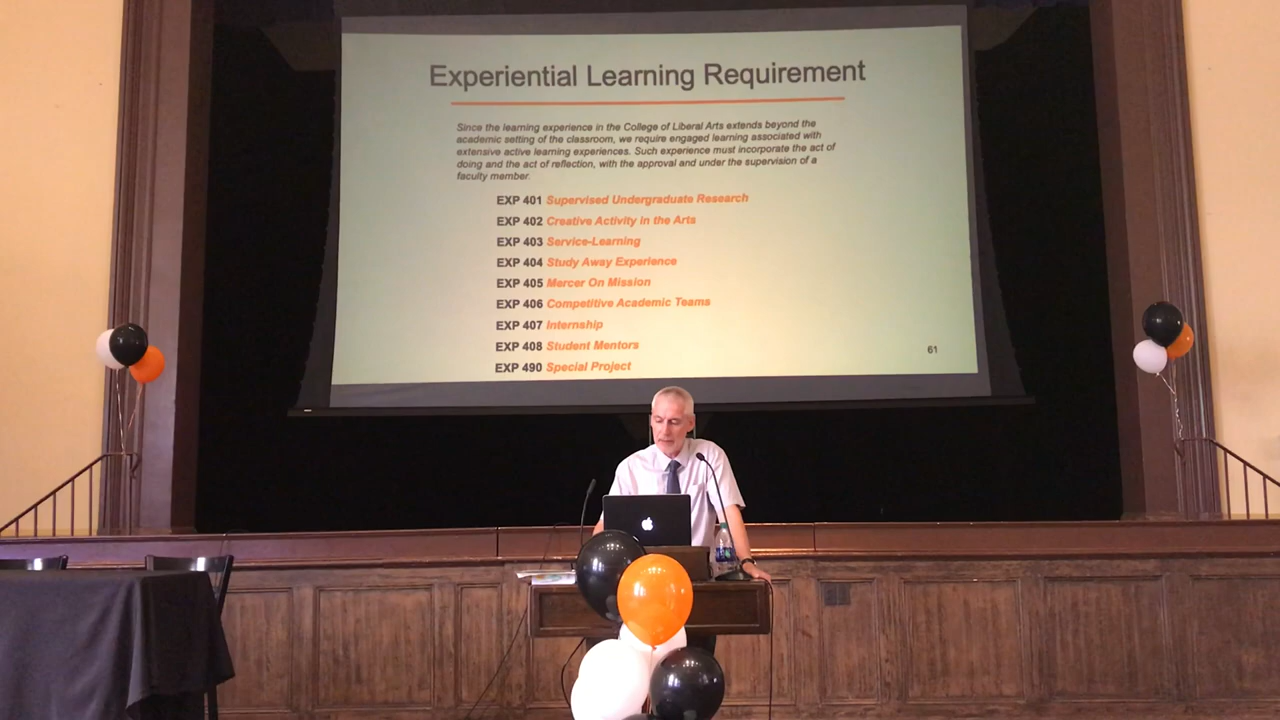 Experiential Learning Requirement
Since the learning experience in the College of Liberal Arts extends beyond the
academic setting of the classroom, we require engaged learning associated with
extensive active learning experiences. Such experience must incorporate the act of
doing and the act of reflection, with the approval and under the supervision of a
faculty member.
EXP 401 Supervised Undergraduate Research
EXP 402 Creative Activity in the Arts
EXP 403 Service-Learning
EXP 404 Study Away Experience
EXP 405 Mercer On Mission
EXP 406 Competitive Academic Teams
EXP 407 Internship
EXP 408 Student Mentors
EXP 490 Special Project
61